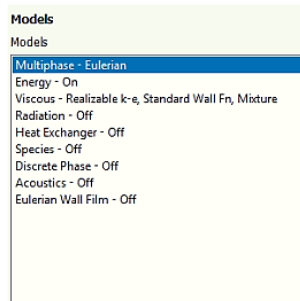 Models
Models
Multiphase - Eulerian
Energy - On
Viscous - Realizable k-e, Standard Wall Fn, Mixture
Radiation - Off
Heat Exchanger - Off
Species - Off
Discrete Phase - Off
Acoustics - Off
Eulerian Wall Film - Off